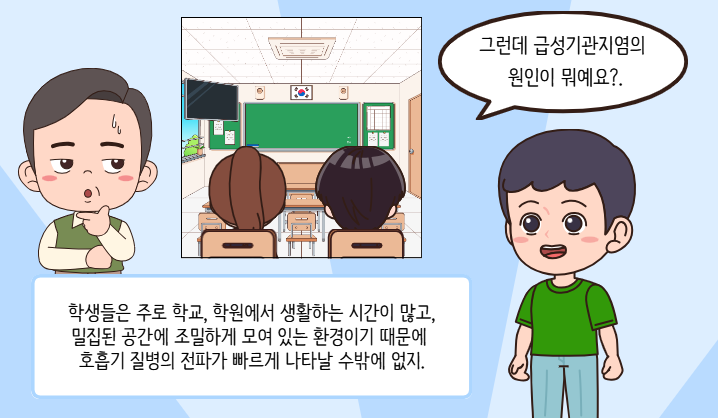 그런데 급성기관지염의
원인이 뭐예요?.
학생들은 주로 학교, 학원에서 생활하는 시간이 많고,
밀집된 공간에 조밀하게 모여 있는 환경이기 때문에
호흡기 질병의 전파가 빠르게 나타날 수밖에 없지.